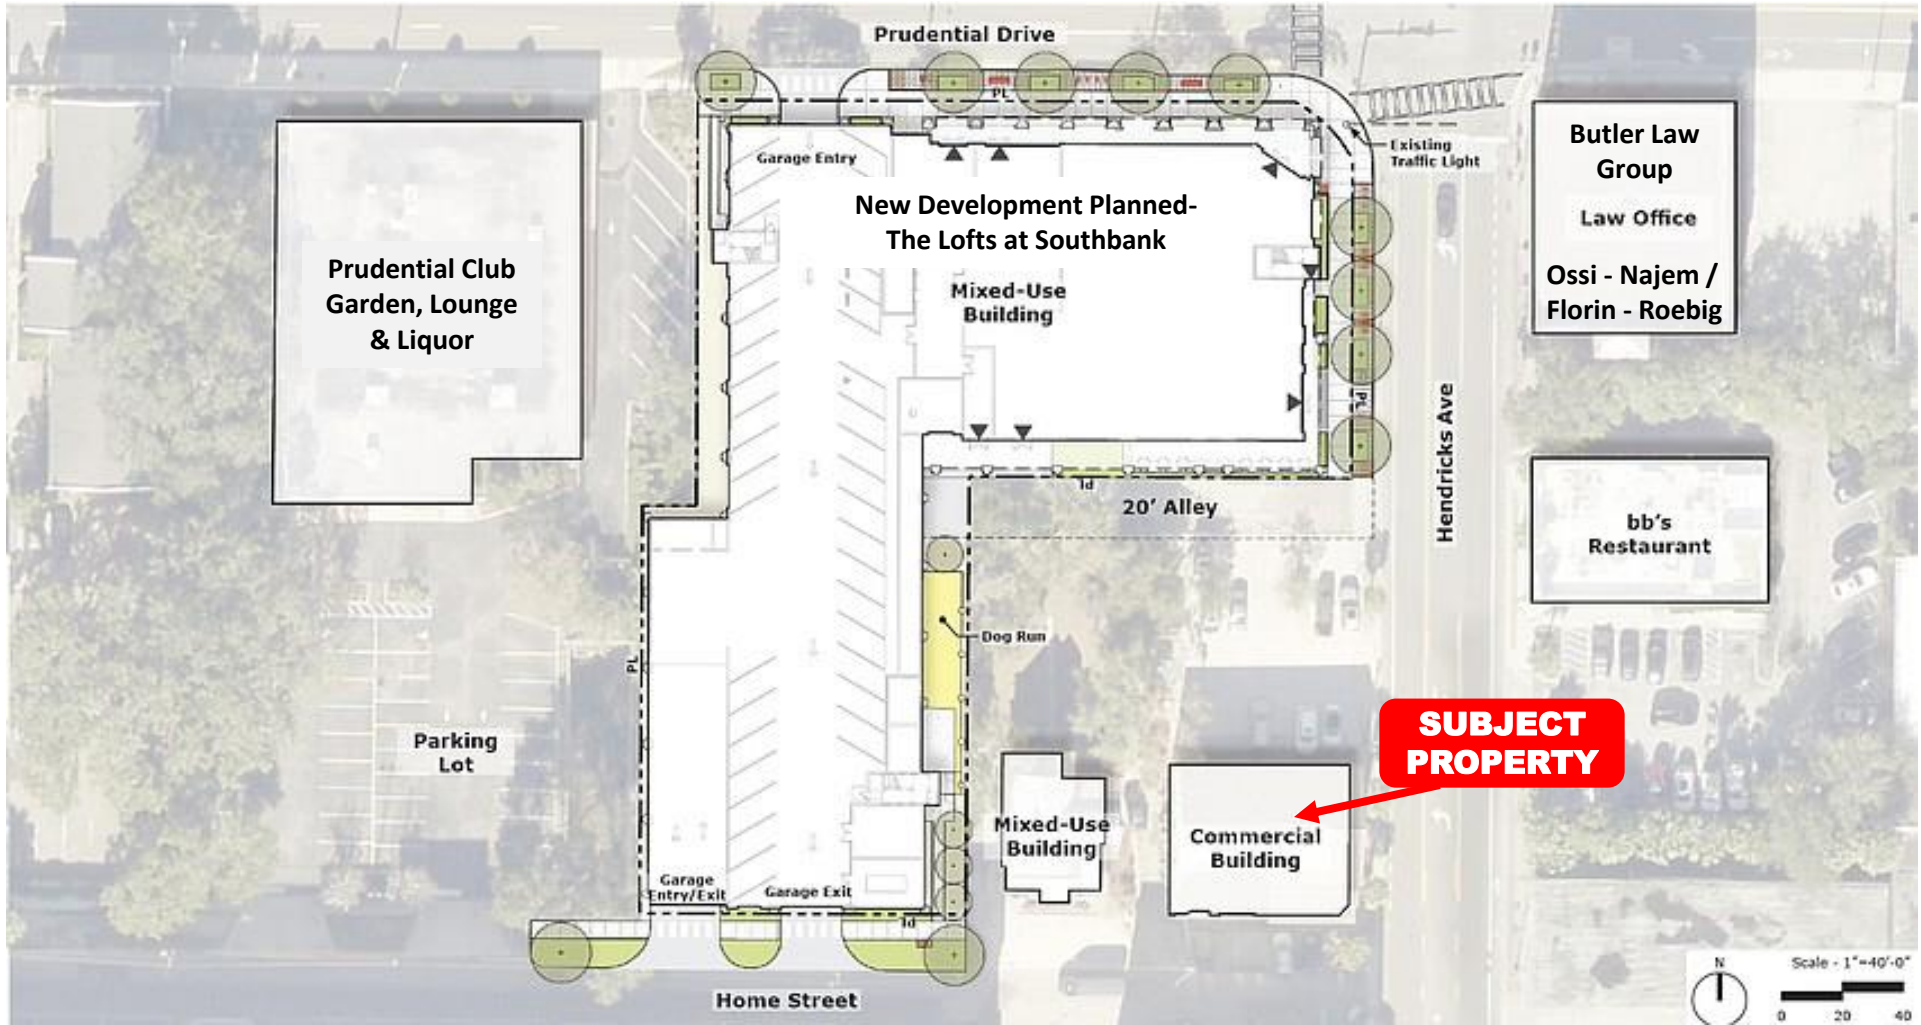 Prudential Drive
PL
Existing
Traffic Light
Garage Entry
New Development Planned-
The Lofts at Southbank
Mixed-Use
Building
Prudential Club
Garden, Lounge
& Liquor
Butler Law
Group
Law Office
Ossi - Najem /
Florin - Roebig
PL
Hendricks Ave
PL
20' Alley
bb's
Restaurant
Dog Run
PL
Parking
Lot
SUBJECT
PROPERTY
Mixed-Use
Building
Commercial
Building
Garage
Entry/Exit
Garage Exit
PL
Home Street
N
Scale - 1"=40'-0"
0 20 40